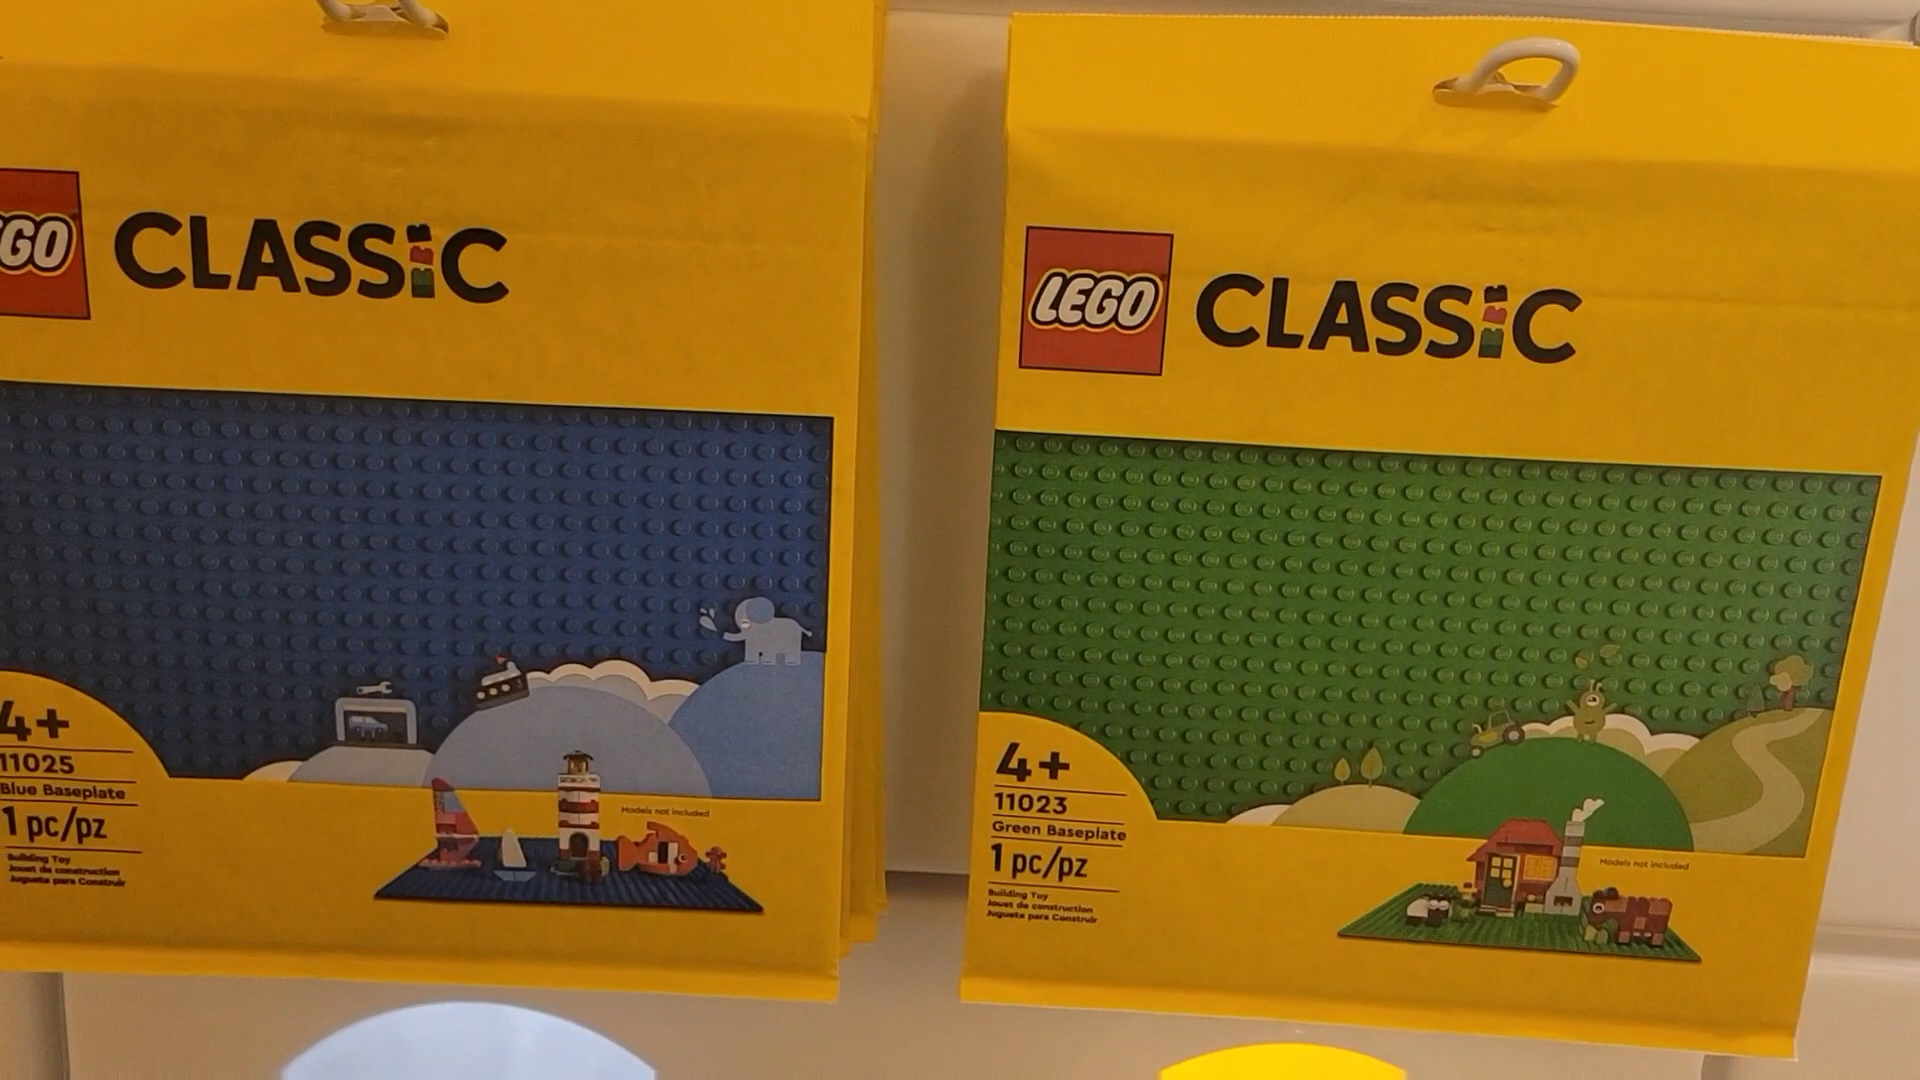 GO CLASSiC
4+
11025
Blue Baseplate
1 pc/pz
Building Toy
Jouet de construction
Juguete para Construir
Models not included
LEGO CLASSiC
4+
11023
Green Baseplate
1 pc/pz
Building Toy
Jouet de construction
Juguete para Construir
Models not included